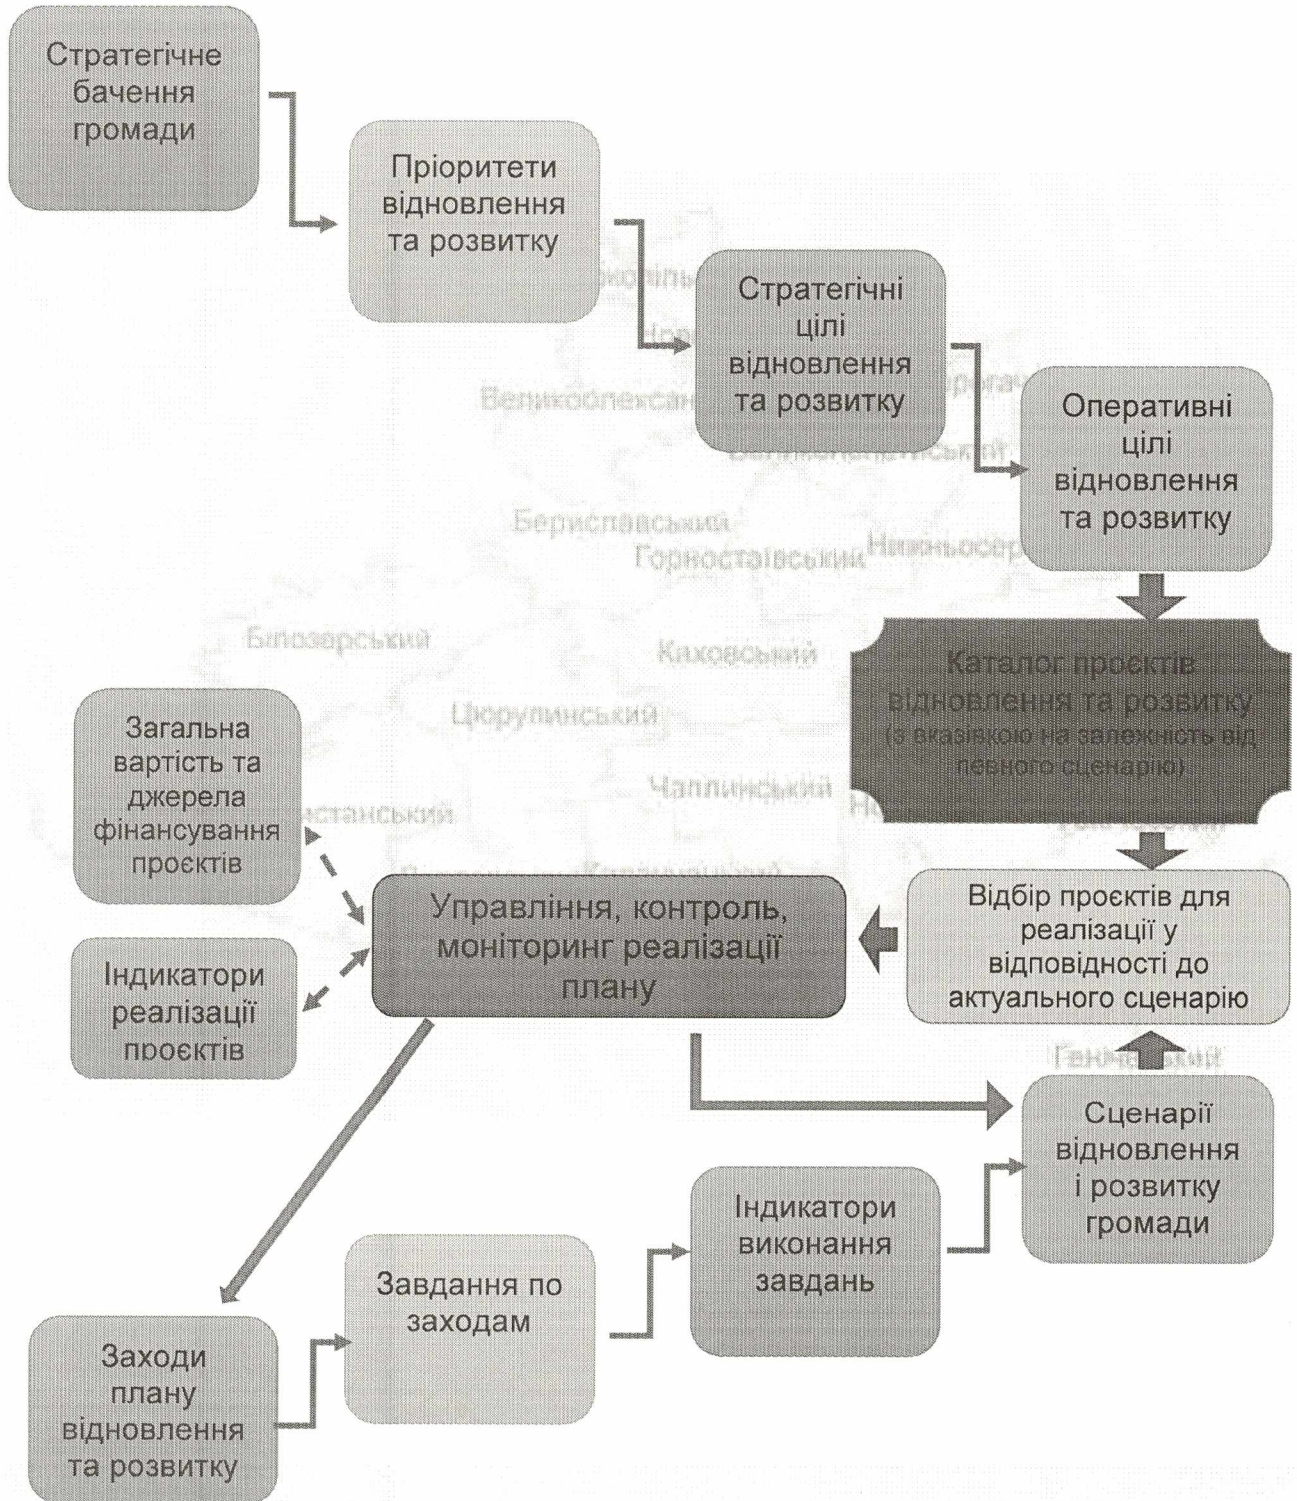 Стратегічне
бачення
громади
Пріоритети
відновлення
та розвитку
Стратегічні
цілі
відновлення
та розвитку
Оперативні
цілі
відновлення
та розвитку
Великоолексан
Бериславський
Горностаївський
Нижньосер
Білозерський
Каховський
Цюрупинський
Чаплинський
Каталог проєктів
відновлення та розвитку
(з вказівкою на залежність від
певного сценарію)
Загальна
вартість та
джерела
фінансування
проєктів
Індикатори
реалізації
проєктів
Управління, контроль,
моніторинг реалізації
плану
Відбір проєктів для
реалізації у
відповідності до
актуального сценарію
Сценарії
відновлення
і розвитку
громади
Індикатори
виконання
завдань
Завдання по
заходам
Заходи
плану
відновлення
та розвитку